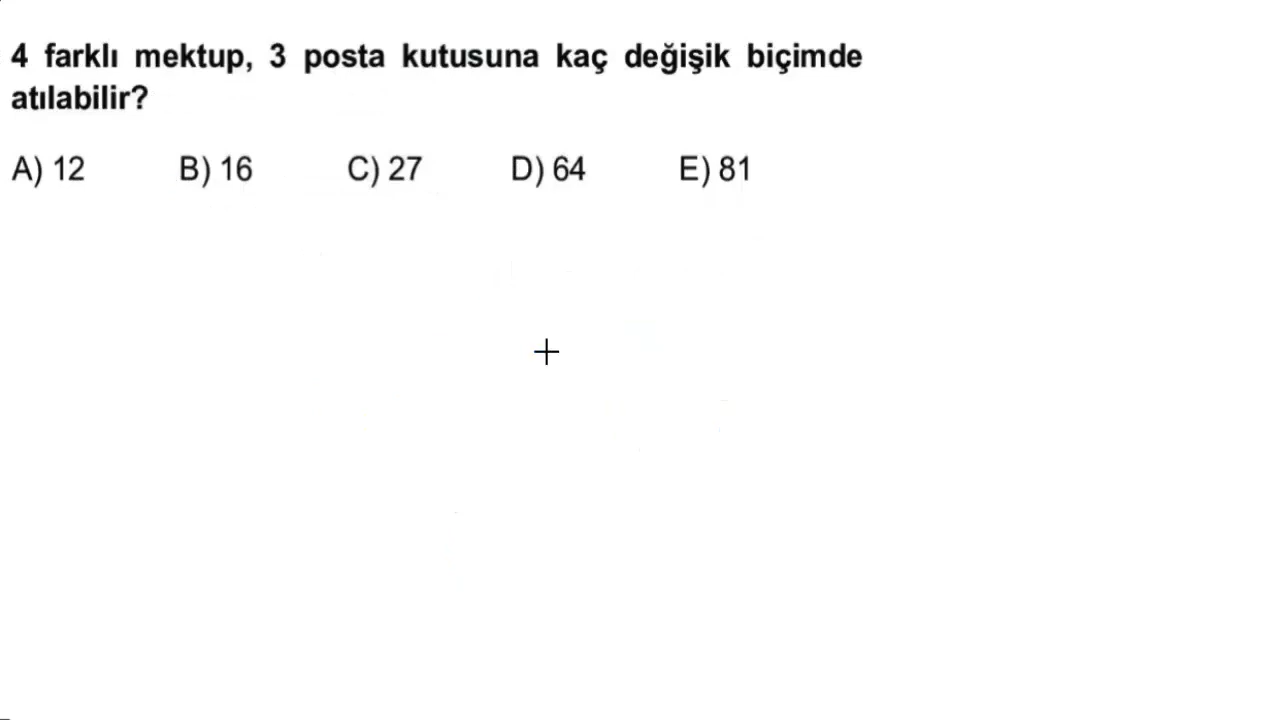 4 farklı mektup, 3 posta kutusuna kaç değişik biçimde
atılabilir?
A) 12 B) 16 C) 27 D) 64 E) 81